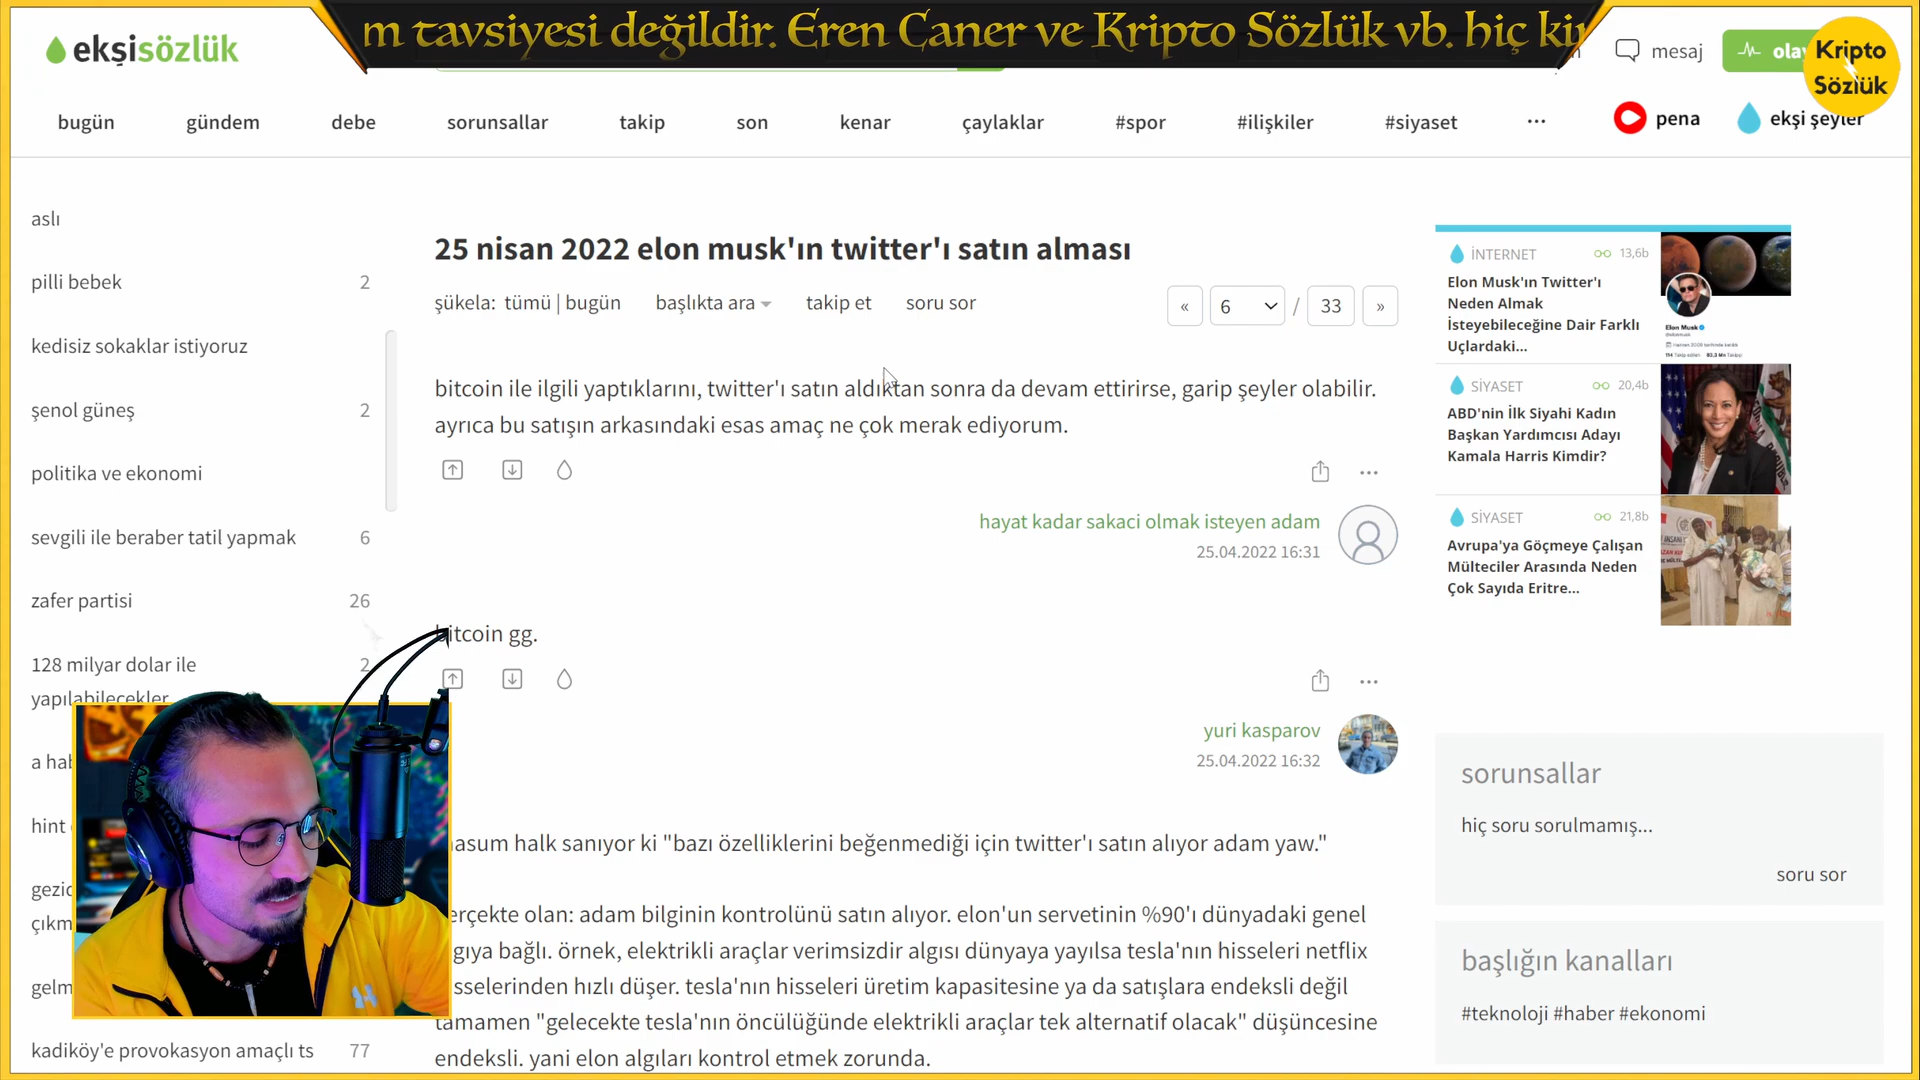 m tavsiyesi değildir. Eren Caner ve Kripto Sözlük vb. hiç
ekşisözlük
mesaj
Kripto
Sözlük
bugün gündem debe sorunsallar takip son kenar çaylaklar #spor #ilişkiler #siyaset ... pena ekşi şeyler
aslı
pilli bebek 2
kedisiz sokaklar istiyoruz
şenol güneş 2
politika ve ekonomi
sevgili ile beraber tatil yapmak 6
zafer partisi 26
128 milyar dolar ile 2
yapılabilecekler
hint
kadiköy'e provokasyon amaçlı ts 77
25 nisan 2022 elon musk'ın twitter'ı satın alması
şükela: tümü | bugün başlıkta ara takip et soru sor
« 6 / 33 »
bitcoin ile ilgili yaptıklarını, twitter'ı satın aldıktan sonra da devam ettirirse, garip şeyler olabilir.
ayrıca bu satışın arkasındaki esas amaç ne çok merak ediyorum.
hayat kadar sakaci olmak isteyen adam
25.04.2022 16:31
bitcoin gg.
yuri kasparov
25.04.2022 16:32
masum halk sanıyor ki "bazı özelliklerini beğenmediği için twitter'ı satın alıyor adam yaw."
gerçekte olan: adam bilginin kontrolünü satın alıyor. elon'un servetinin %90'ı dünyadaki genel
algıya bağlı. örnek, elektrikli araçlar verimsizdir algısı dünyaya yayılsa tesla'nın hisseleri netflix
hisselerinden hızlı düşer. tesla'nın hisseleri üretim kapasitesine ya da satışlara endeksli değil
tamamen "gelecekte tesla'nın öncülüğünde elektrikli araçlar tek alternatif olacak" düşüncesine
endeksli. yani elon algıları kontrol etmek zorunda.
İNTERNET 13,6b
Elon Musk'ın Twitter'ı
Neden Almak
İsteyebileceğine Dair Farklı
Uçlardaki...
Elon Musk
SİYASET 20,4b
ABD'nin İlk Siyahi Kadın
Başkan Yardımcısı Adayı
Kamala Harris Kimdir?
SİYASET 21,8b
Avrupa'ya Göçmeye Çalışan
Mülteciler Arasında Neden
Çok Sayıda Eritre...
sorunsallar
hiç soru sorulmamış...
soru sor
başlığın kanalları
#teknoloji #haber #ekonomi